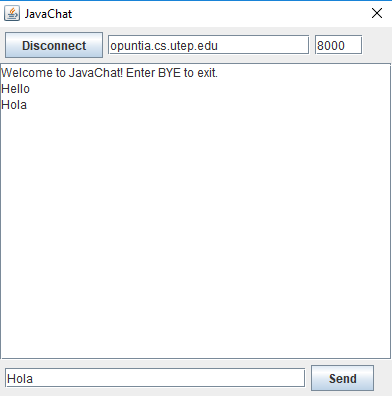 JavaChat
Disconnect opuntia.cs.utep.edu 8000
Welcome to JavaChat! Enter BYE to exit.
Hello
Hola
Hola Send